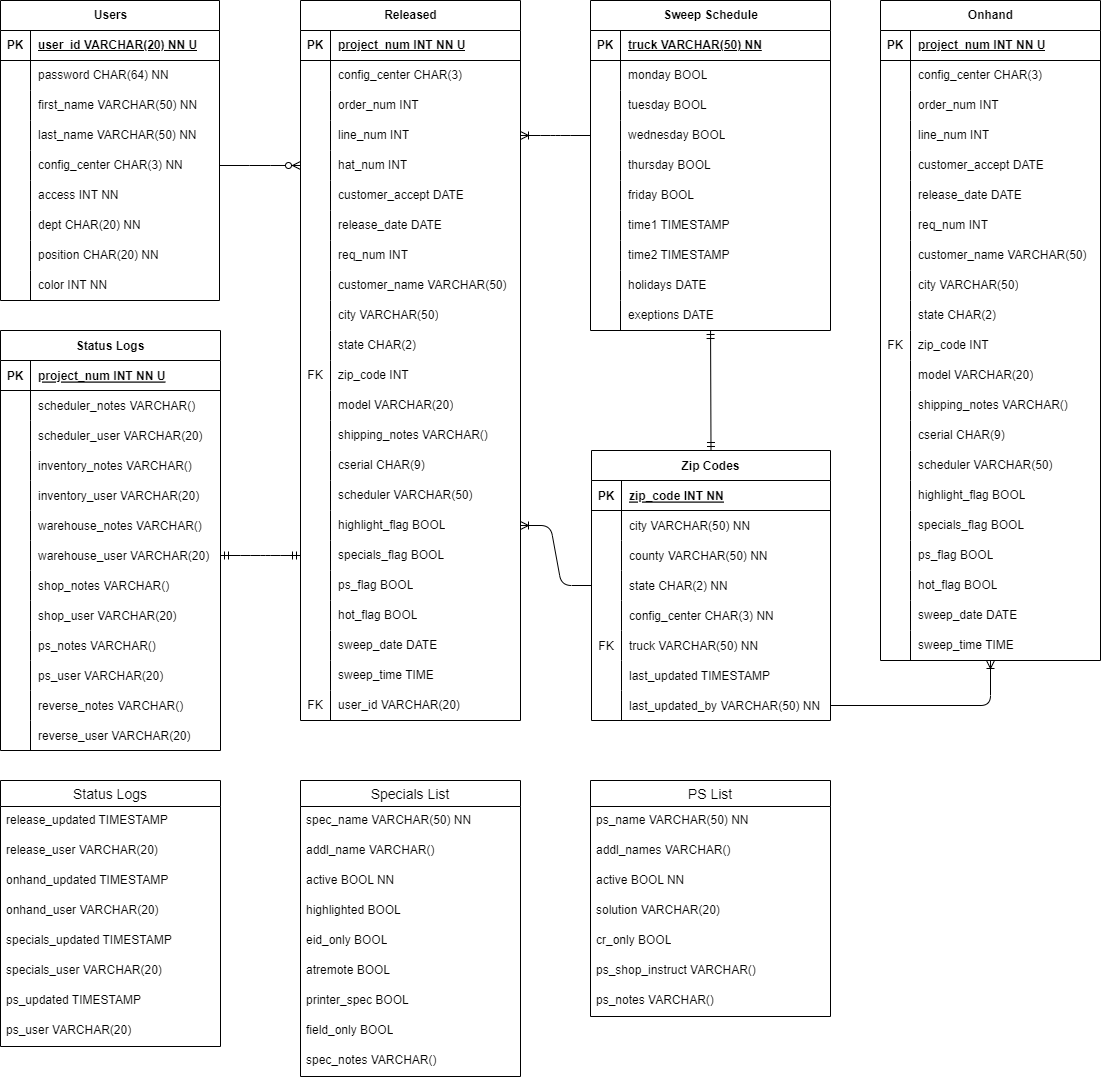 Users
PK user_id VARCHAR(20) NN U
password CHAR(64) NN
first_name VARCHAR(50) NN
last_name VARCHAR(50) NN
config_center CHAR(3) NN
access INT NN
dept CHAR(20) NN
position CHAR(20) NN
color INT NN
Status Logs
PK project_num INT NN U
scheduler_notes VARCHAR()
scheduler_user VARCHAR(20)
inventory_notes VARCHAR()
inventory_user VARCHAR(20)
warehouse_notes VARCHAR()
warehouse_user VARCHAR(20)
shop_notes VARCHAR()
shop_user VARCHAR(20)
ps_notes VARCHAR()
ps_user VARCHAR(20)
reverse_notes VARCHAR()
reverse_user VARCHAR(20)
Released
PK project_num INT NN U
config_center CHAR(3)
order_num INT
line_num INT
hat_num INT
customer_accept DATE
release_date DATE
req_num INT
customer_name VARCHAR(50)
city VARCHAR(50)
state CHAR(2)
FK zip_code INT
model VARCHAR(20)
shipping_notes VARCHAR()
cserial CHAR(9)
scheduler VARCHAR(50)
highlight_flag BOOL
specials_flag BOOL
ps_flag BOOL
hot_flag BOOL
sweep_date DATE
sweep_time TIME
FK user_id VARCHAR(20)
Sweep Schedule
PK truck VARCHAR(50) NN
monday BOOL
tuesday BOOL
wednesday BOOL
thursday BOOL
friday BOOL
time1 TIMESTAMP
time2 TIMESTAMP
holidays DATE
exeptions DATE
Zip Codes
PK zip_code INT NN
city VARCHAR(50) NN
county VARCHAR(50) NN
state CHAR(2) NN
config_center CHAR(3) NN
FK truck VARCHAR(50) NN
last_updated TIMESTAMP
last_updated_by VARCHAR(50) NN
Onhand
PK project_num INT NN U
config_center CHAR(3)
order_num INT
line_num INT
customer_accept DATE
release_date DATE
req_num INT
customer_name VARCHAR(50)
city VARCHAR(50)
state CHAR(2)
FK zip_code INT
model VARCHAR(20)
shipping_notes VARCHAR()
cserial CHAR(9)
scheduler VARCHAR(50)
highlight_flag BOOL
specials_flag BOOL
ps_flag BOOL
hot_flag BOOL
sweep_date DATE
sweep_time TIME
Status Logs
release_updated TIMESTAMP
release_user VARCHAR(20)
onhand_updated TIMESTAMP
onhand_user VARCHAR(20)
specials_updated TIMESTAMP
specials_user VARCHAR(20)
ps_updated TIMESTAMP
ps_user VARCHAR(20)
Specials List
spec_name VARCHAR(50) NN
addl_name VARCHAR()
active BOOL NN
highlighted BOOL
eid_only BOOL
atremote BOOL
printer_spec BOOL
field_only BOOL
spec_notes VARCHAR()
PS List
ps_name VARCHAR(50) NN
addl_names VARCHAR()
active BOOL NN
solution VARCHAR(20)
cr_only BOOL
ps_shop_instruct VARCHAR()
ps_notes VARCHAR()